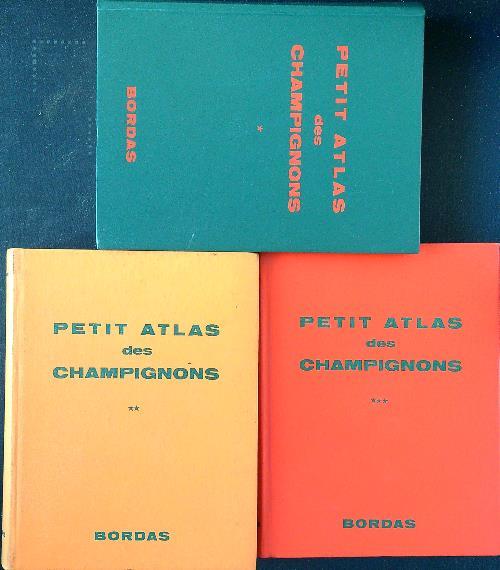 PETIT ATLAS
des
CHAMPIGNONS
*
BORDAS
PETIT ATLAS
des
CHAMPIGNONS
**
BORDAS
PETIT ATLAS
des
CHAMPIGNONS
***
BORDAS